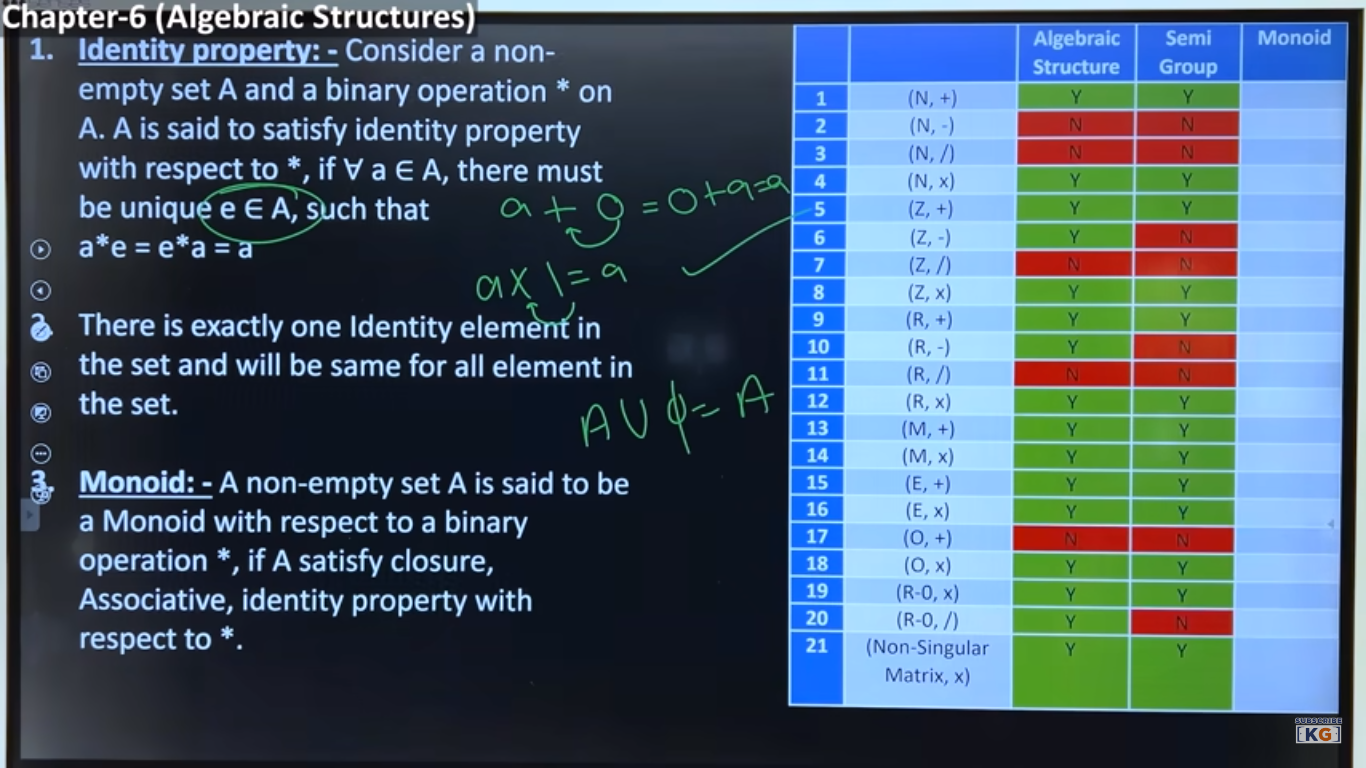 Chapter-6 (Algebraic Structures)
1. Identity property: - Consider a non-
empty set A and a binary operation * on
A. A is said to satisfy identity property
with respect to *, if ∀ a ∈ A, there must
be unique e ∈ A, such that
a*e = e*a = a
a + 0 = 0+a=a
a x 1 = a
2. There is exactly one Identity element in
the set and will be same for all element in
the set.
A ∪ ϕ = A
3. Monoid: - A non-empty set A is said to be
a Monoid with respect to a binary
operation *, if A satisfy closure,
Associative, identity property with
respect to *.
Algebraic Structure Semi Group Monoid
1 (N, +) Y Y
2 (N, -) N N
3 (N, /) N N
4 (N, x) Y Y
5 (Z, +) Y Y
6 (Z, -) Y N
7 (Z, /) N N
8 (Z, x) Y Y
9 (R, +) Y Y
10 (R, -) Y N
11 (R, /) N N
12 (R, x) Y Y
13 (M, +) Y Y
14 (M, x) Y Y
15 (E, +) Y Y
16 (E, x) Y Y
17 (O, +) N N
18 (O, x) Y Y
19 (R-0, x) Y Y
20 (R-0, /) Y N
21 (Non-Singular Y Y
Matrix, x)
SUBSCRIBE
[KG]